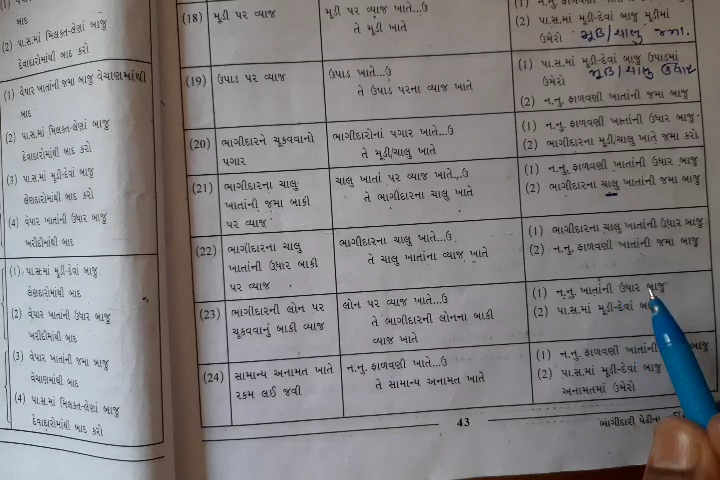 બાદ
(2) પા.સ.માં મિલકત-લેણાં બાજુ
દેવાદારોમાંથી બાદ કરો
(1) વેપાર ખાતાંની જમા બાજુ વેચાણમાંથી
બાદ
(2) પા.સ.માં મિલકત-લેણાં બાજુ
દેવાદારોમાંથી બાદ કરો
(3) પા.સ.માં મૂડી-દેવાં બાજુ
લેણદારોમાંથી બાદ કરો
(4) વેપાર ખાતાંની ઉધાર બાજુ
ખરીદીમાંથી બાદ
(1) પા.સ.માં મૂડી-દેવાં બાજુ
લેણદારોમાંથી બાદ
(2) વેપાર ખાતાંની ઉધાર બાજુ
ખરીદીમાંથી બાદ
(3) વેપાર ખાતાંની જમા બાજુ
વેચાણમાંથી બાદ
(4) પા.સ.માં મિલકત-લેણાં બાજુ
દેવાદારોમાંથી બાદ કરો
(18) મૂડી પર વ્યાજ
મૂડી પર વ્યાજ ખાતે...ઉ
તે મૂડી ખાતે
(2) પા.સ.માં મૂડી-દેવાં બાજુ મૂડીમાં
ઉમેરો મૂડી/ચાલુ જમા.
(19) ઉપાડ પર વ્યાજ
ઉપાડ ખાતે...ઉ
તે ઉપાડ પરના વ્યાજ ખાતે
(1) પા.સ.માં મૂડી-દેવાં બાજુ ઉપાડમાં
ઉમેરો મૂડી/ચાલુ ઉધાર
(2) ન.નુ. ફાળવણી ખાતાંની જમા બાજુ
(20) ભાગીદારને ચૂકવવાનો
પગાર
ભાગીદારોનાં પગાર ખાતે...ઉ
તે મૂડી/ચાલુ ખાતે
(1) ન.નુ. ફાળવણી ખાતાંની ઉધાર બાજુ
(2) ભાગીદારના મૂડી/ચાલુ ખાતે જમા કરો
(21) ભાગીદારના ચાલુ
ખાતાંની જમા બાકી
પર વ્યાજ
ચાલુ ખાતાં પર વ્યાજ ખાતે...ઉ
તે ભાગીદારના ચાલુ ખાતે
(1) ન.નુ. ફાળવણી ખાતાંની ઉધાર બાજુ
(2) ભાગીદારના ચાલુ ખાતાંની જમા બાજુ
(22) ભાગીદારના ચાલુ
ખાતાંની ઉધાર બાકી
પર વ્યાજ
ભાગીદારના ચાલુ ખાતે...ઉ
તે ચાલુ ખાતાંના વ્યાજ ખાતે
(1) ભાગીદારના ચાલુ ખાતાંની ઉધાર બાજુ
(2) ન.નુ. ફાળવણી ખાતાંની જમા બાજુ
(23) ભાગીદારની લોન પર
ચૂકવવાનું બાકી વ્યાજ
લોન પર વ્યાજ ખાતે...ઉ
તે ભાગીદારની લોનના બાકી
વ્યાજ ખાતે
(1) ન.નુ. ખાતાંની ઉધાર બાજુ
(2) પા.સ.માં મૂડી-દેવાં
(24) સામાન્ય અનામત ખાતે
રકમ લઈ જવી
ન.નુ. ફાળવણી ખાતે...ઉ
તે સામાન્ય અનામત ખાતે
(1) ન.નુ. ફાળવણી ખાતાંની બાજુ
(2) પા.સ.માં મૂડી-દેવાં બાજુ
અનામતમાં ઉમેરો
43
ભાગીદારી પેઢીના